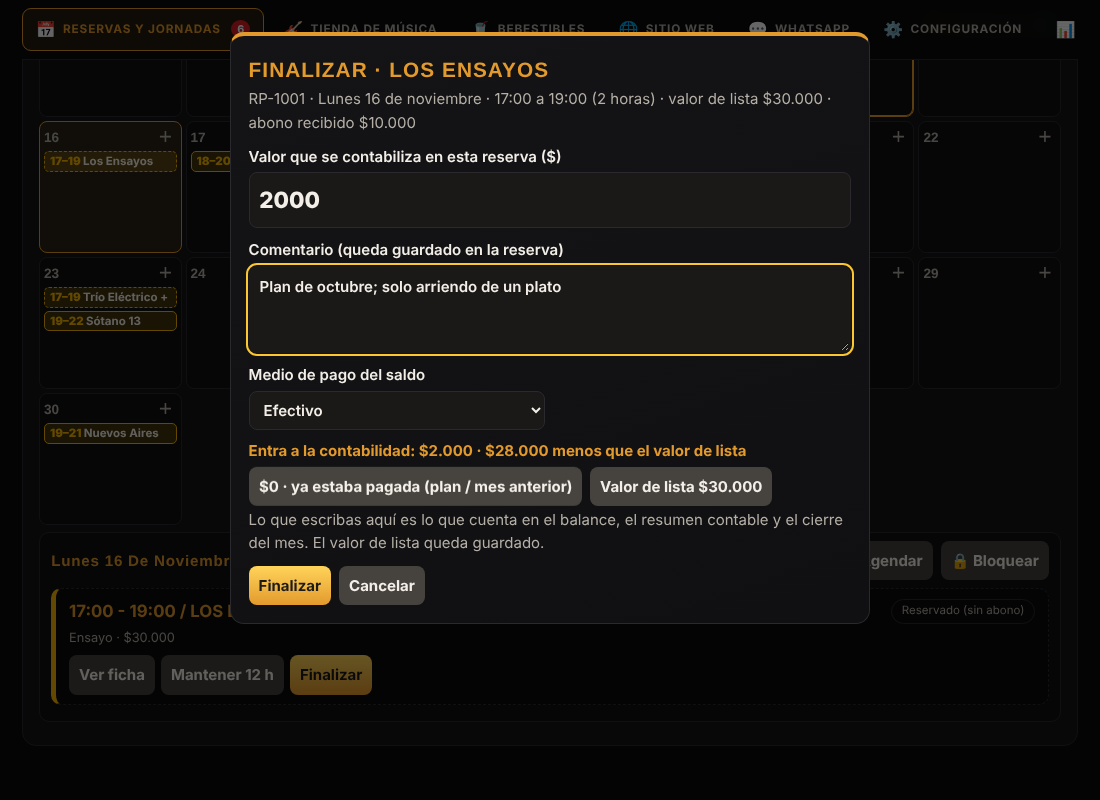 RESERVAS Y JORNADAS 6 TIENDA DE MÚSICA BEBESTIBLES SITIO WEB WHATSAPP CONFIGURACIÓN
FINALIZAR · LOS ENSAYOS
RP-1001 · Lunes 16 de noviembre · 17:00 a 19:00 (2 horas) · valor de lista $30.000 ·
abono recibido $10.000
Valor que se contabiliza en esta reserva ($)
2000
Comentario (queda guardado en la reserva)
Plan de octubre; solo arriendo de un plato
Medio de pago del saldo
Efectivo
Entra a la contabilidad: $2.000 · $28.000 menos que el valor de lista
$0 · ya estaba pagada (plan / mes anterior) Valor de lista $30.000
Lo que escribas aquí es lo que cuenta en el balance, el resumen contable y el cierre
del mes. El valor de lista queda guardado.
Finalizar Cancelar
16 + 17 + 22 +
17–19 Los Ensayos 18–20
23 + 24 + 29 +
17–19 Trío Eléctrico +
19–22 Sótano 13
30 +
19–21 Nuevos Aires
Lunes 16 De Noviembr gendar Bloquear
17:00 - 19:00 / LOS Reservado (sin abono)
Ensayo · $30.000
Ver ficha Mantener 12 h Finalizar